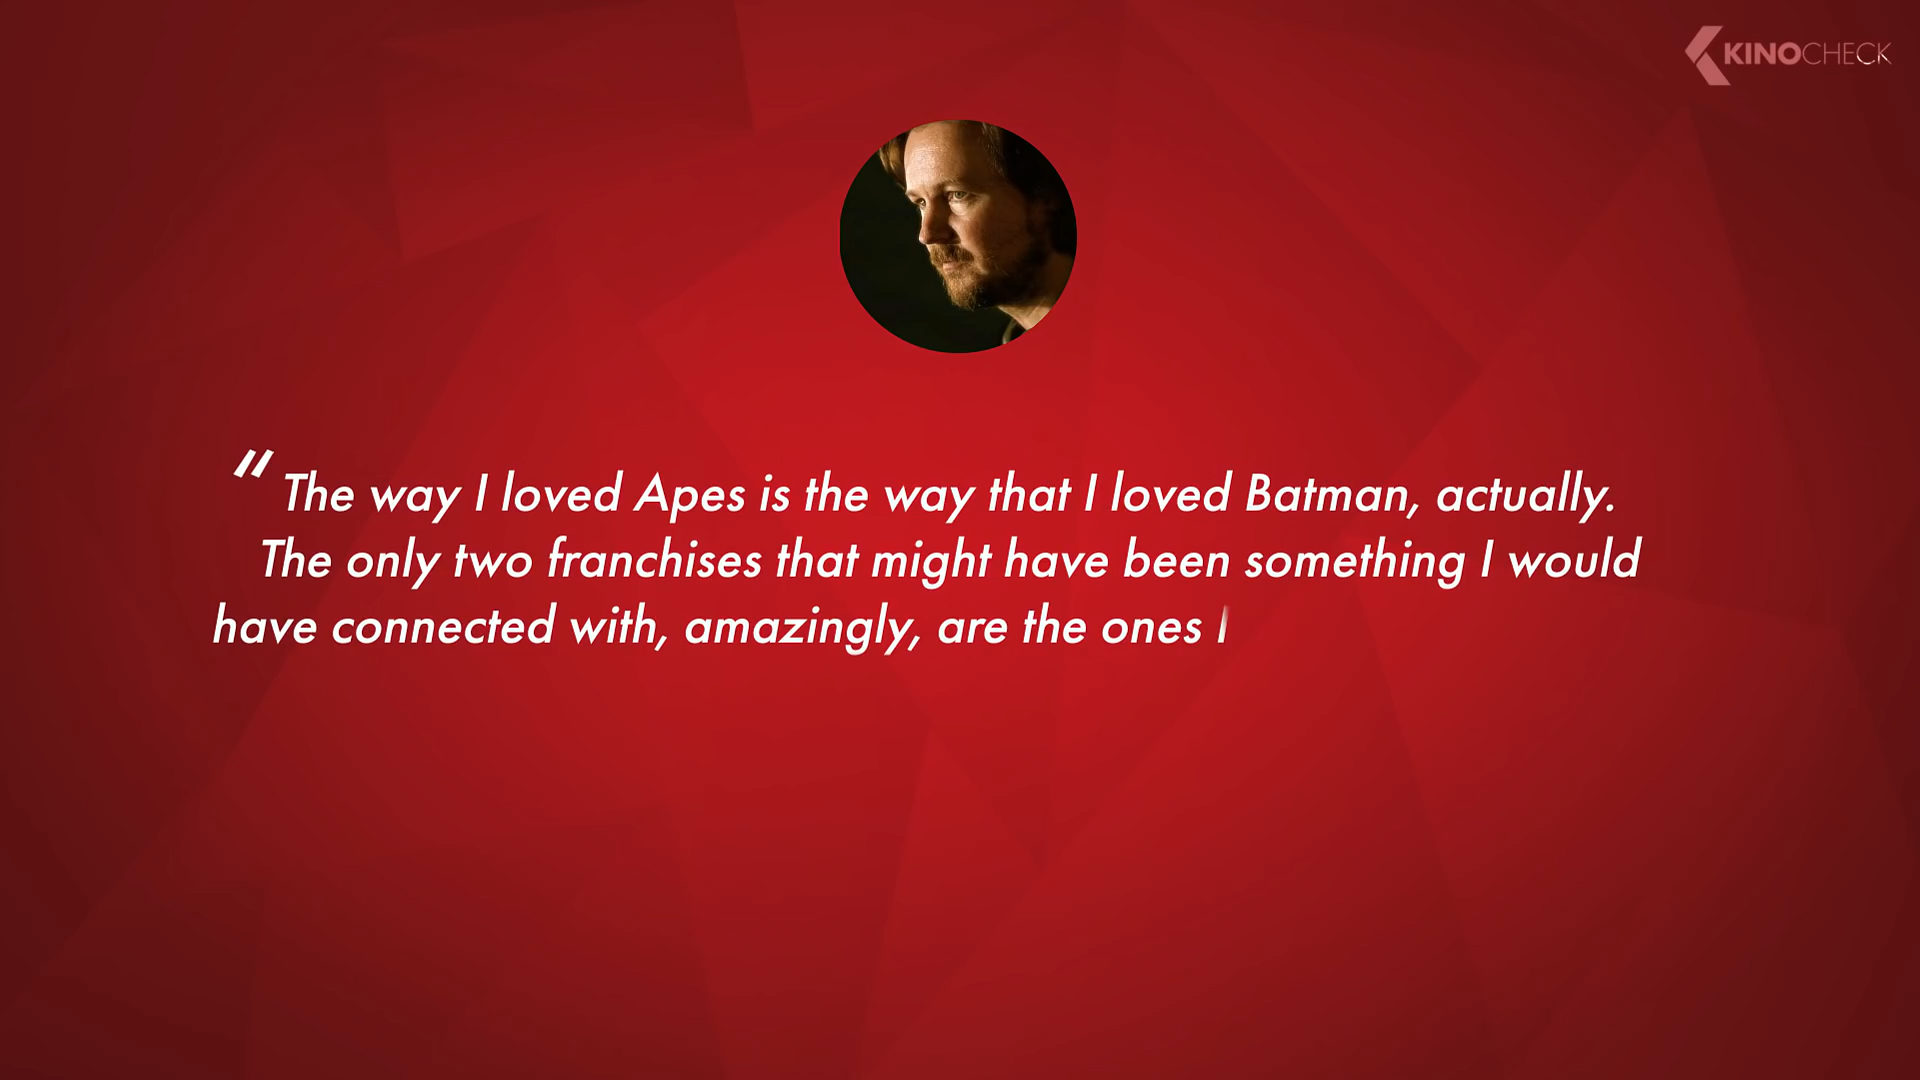 KINOCHECK
“The way I loved Apes is the way that I loved Batman, actually.
The only two franchises that might have been something I would
have connected with, amazingly, are the ones I